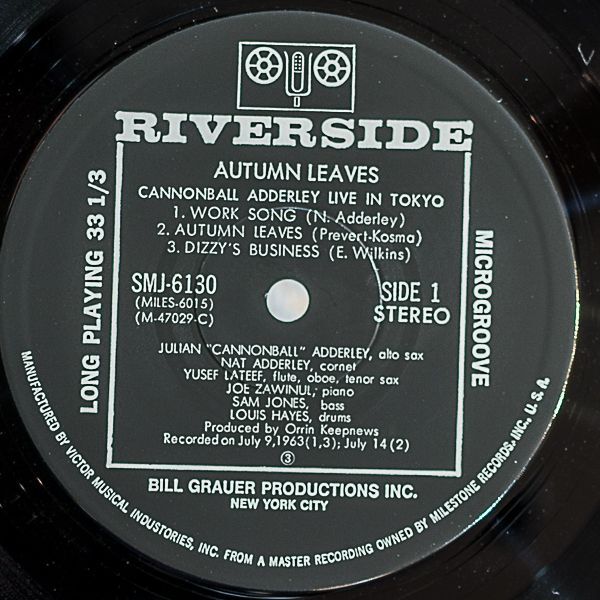 RIVERSIDE
AUTUMN LEAVES
CANNONBALL ADDERLEY LIVE IN TOKYO
1. WORK SONG (N. Adderley)
2. AUTUMN LEAVES (Prevert-Kosma)
3. DIZZY'S BUSINESS (E. Wilkins)
LONG PLAYING 33 1/3
MICROGROOVE
SMJ-6130
(MILES-6015)
(M-47029-C)
SIDE 1
STEREO
JULIAN "CANNONBALL" ADDERLEY, alto sax
NAT ADDERLEY, cornet
YUSEF LATEEF, flute, oboe, tenor sax
JOE ZAWINUL, piano
SAM JONES, bass
LOUIS HAYES, drums
Produced by Orrin Keepnews
Recorded on July 9,1963(1,3); July 14(2)
③
BILL GRAUER PRODUCTIONS INC.
NEW YORK CITY
MANUFACTURED BY VICTOR MUSICAL INDUSTORIES, INC. FROM A MASTER RECORDING OWNED BY MILESTONE RECORDS, INC., U.S.A.